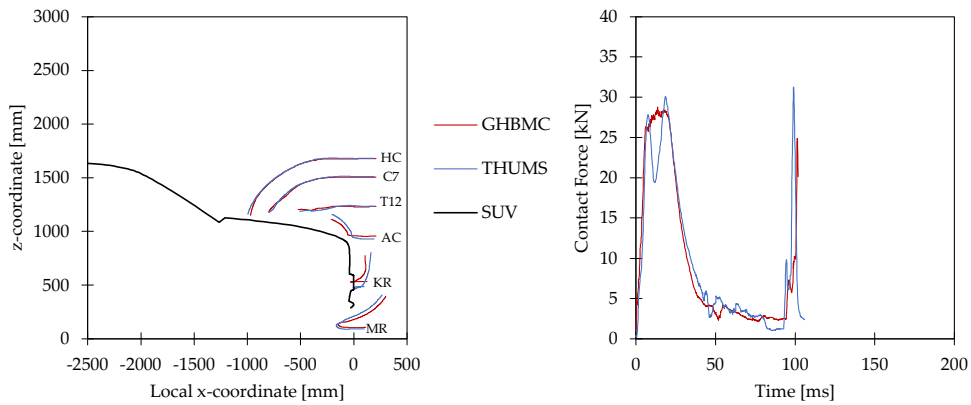 3000
2500
2000
1500
1000
500
0
-2500 -2000 -1500 -1000 -500 0 500
z-coordinate [mm]
Local x-coordinate [mm]
HC
C7
T12
AC
KR
MR
GHBMC
THUMS
SUV
40
35
30
25
20
15
10
5
0
0 50 100 150 200
Contact Force [kN]
Time [ms]